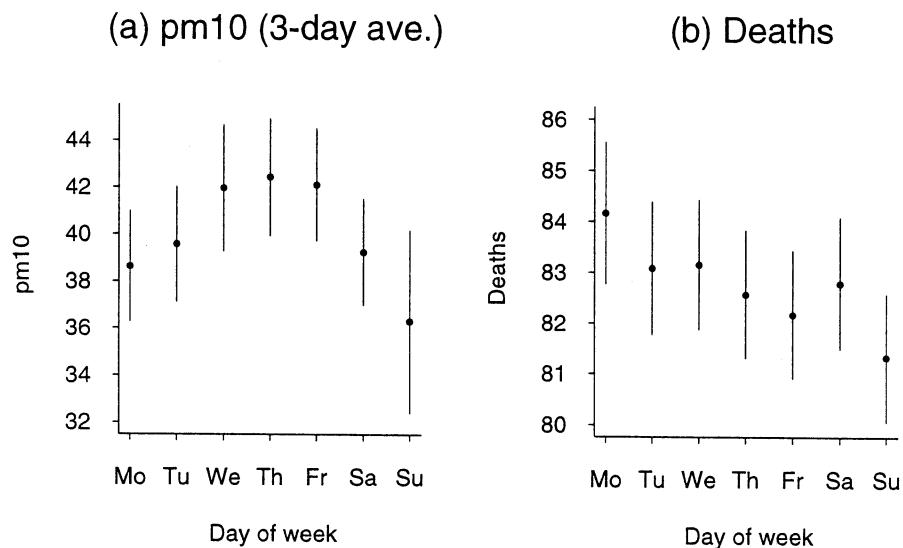 (a) pm10 (3-day ave.)
pm10
44
42
40
38
36
34
32
Mo Tu We Th Fr Sa Su
Day of week
(b) Deaths
Deaths
86
85
84
83
82
81
80
Mo Tu We Th Fr Sa Su
Day of week